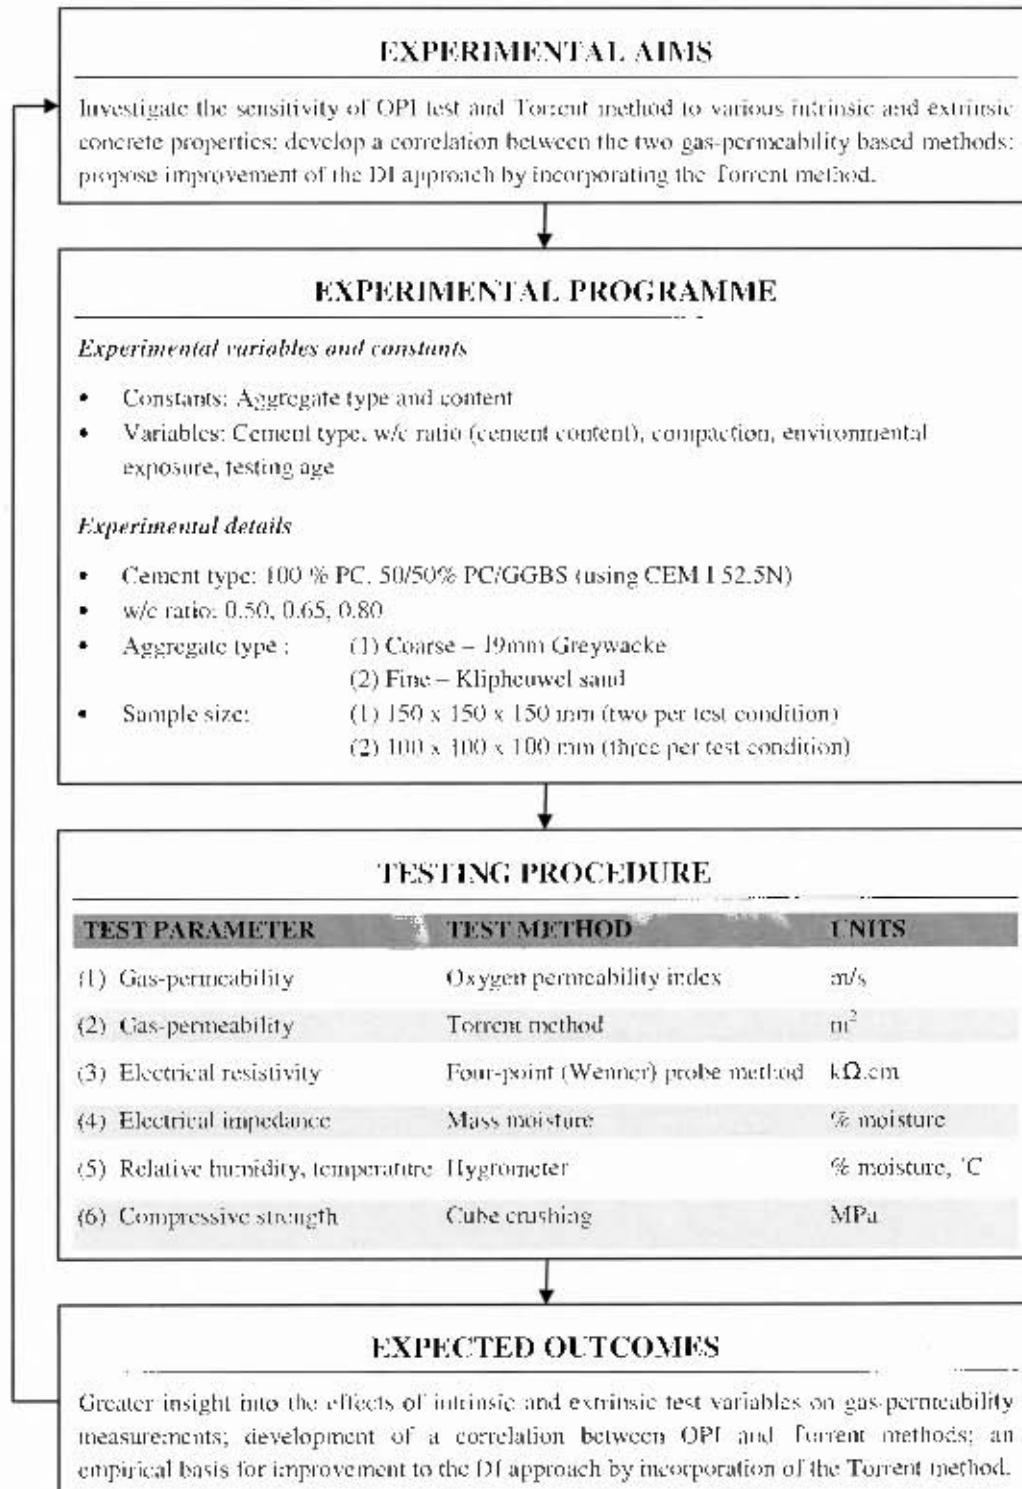 EXPERIMENTAL AIMS
Investigate the sensitivity of OPI test and Torrent method to various intrinsic and extrinsic
concrete properties; develop a correlation between the two gas-permeability based methods;
propose improvement of the DI approach by incorporating the Torrent method.
EXPERIMENTAL PROGRAMME
Experimental variables and constants
• Constants: Aggregate type and content
• Variables: Cement type, w/c ratio (cement content), compaction, environmental
exposure, testing age
Experimental details
• Cement type: 100 % PC, 50/50% PC/GGBS (using CEM I 52.5N)
• w/c ratio: 0.50, 0.65, 0.80
• Aggregate type : (1) Coarse – 19mm Greywacke
(2) Fine – Klipheuwel sand
• Sample size: (1) 150 x 150 x 150 mm (two per test condition)
(2) 100 x 100 x 100 mm (three per test condition)
TESTING PROCEDURE
TEST PARAMETER TEST METHOD UNITS
(1) Gas-permeability Oxygen permeability index m/s
(2) Gas-permeability Torrent method m²
(3) Electrical resistivity Four-point (Wenner) probe method kΩ.cm
(4) Electrical impedance Mass moisture % moisture
(5) Relative humidity, temperature Hygrometer % moisture, °C
(6) Compressive strength Cube crushing MPa
EXPECTED OUTCOMES
Greater insight into the effects of intrinsic and extrinsic test variables on gas-permeability
measurements; development of a correlation between OPI and Torrent methods; an
empirical basis for improvement to the DI approach by incorporation of the Torrent method.